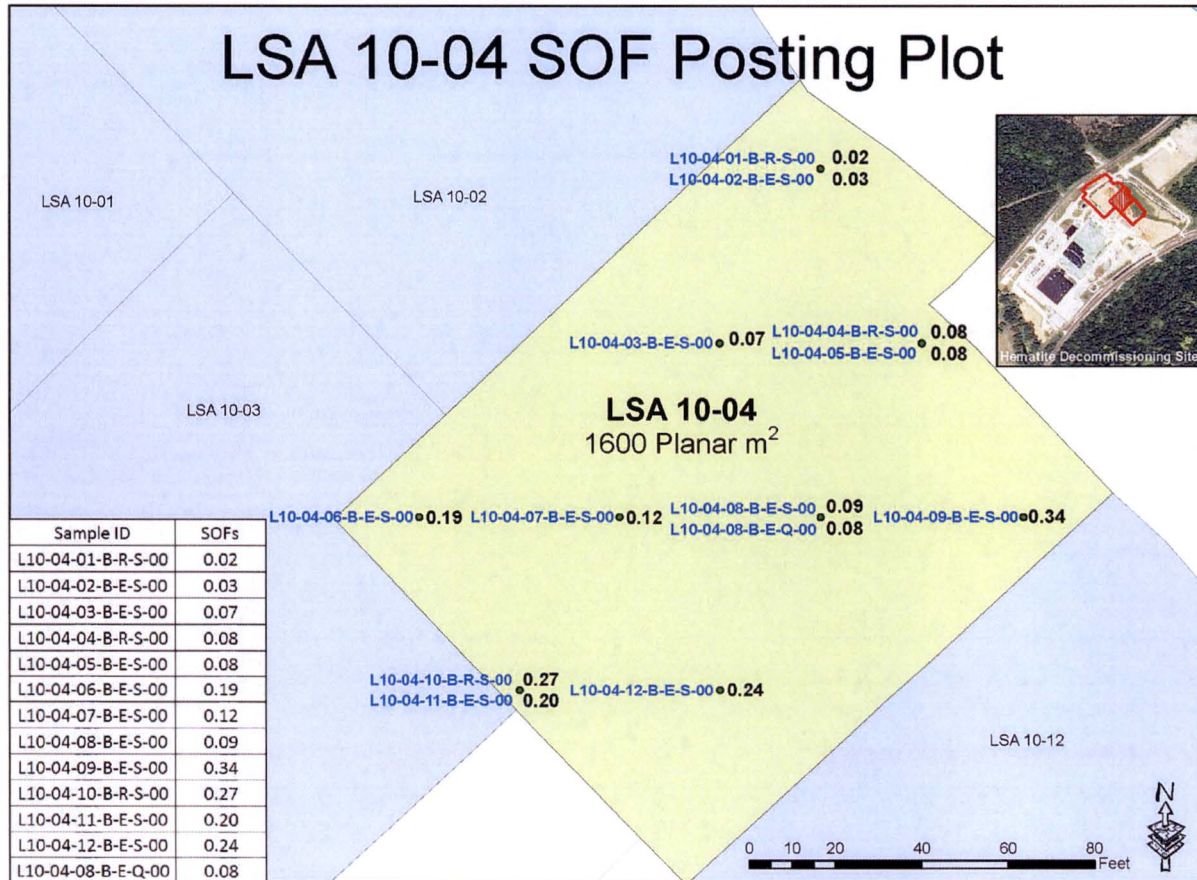 LSA 10-04 SOF Posting Plot
L10-04-01-B-R-S-00 0.02
L10-04-02-B-E-S-00 0.03
LSA 10-01
LSA 10-02
Hematite Decommissioning Site
L10-04-03-B-E-S-00 0.07
L10-04-04-B-R-S-00 0.08
L10-04-05-B-E-S-00 0.08
LSA 10-03
LSA 10-04
1600 Planar m²
L10-04-06-B-E-S-00 0.19
L10-04-07-B-E-S-00 0.12
L10-04-08-B-E-S-00 0.09
L10-04-08-B-E-Q-00 0.08
L10-04-09-B-E-S-00 0.34
L10-04-10-B-R-S-00 0.27
L10-04-11-B-E-S-00 0.20
L10-04-12-B-E-S-00 0.24
LSA 10-12
Sample ID SOFs
L10-04-01-B-R-S-00 0.02
L10-04-02-B-E-S-00 0.03
L10-04-03-B-E-S-00 0.07
L10-04-04-B-R-S-00 0.08
L10-04-05-B-E-S-00 0.08
L10-04-06-B-E-S-00 0.19
L10-04-07-B-E-S-00 0.12
L10-04-08-B-E-S-00 0.09
L10-04-09-B-E-S-00 0.34
L10-04-10-B-R-S-00 0.27
L10-04-11-B-E-S-00 0.20
L10-04-12-B-E-S-00 0.24
L10-04-08-B-E-Q-00 0.08
N
0 10 20 40 60 80
Feet